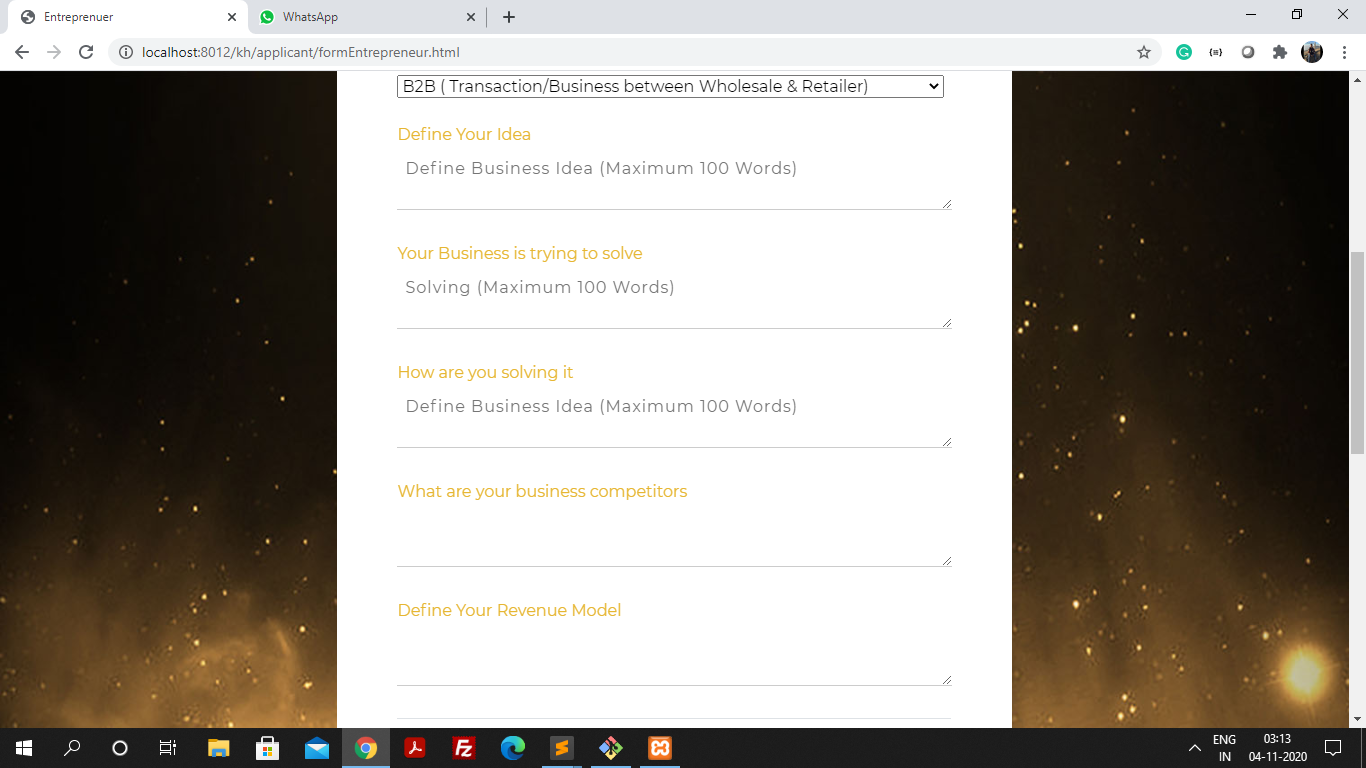 Entreprenuer
WhatsApp
localhost:8012/kh/applicant/formEntrepreneur.html
B2B ( Transaction/Business between Wholesale & Retailer)
Define Your Idea
Define Business Idea (Maximum 100 Words)
Your Business is trying to solve
Solving (Maximum 100 Words)
How are you solving it
Define Business Idea (Maximum 100 Words)
What are your business competitors
Define Your Revenue Model
ENG
IN
03:13
04-11-2020